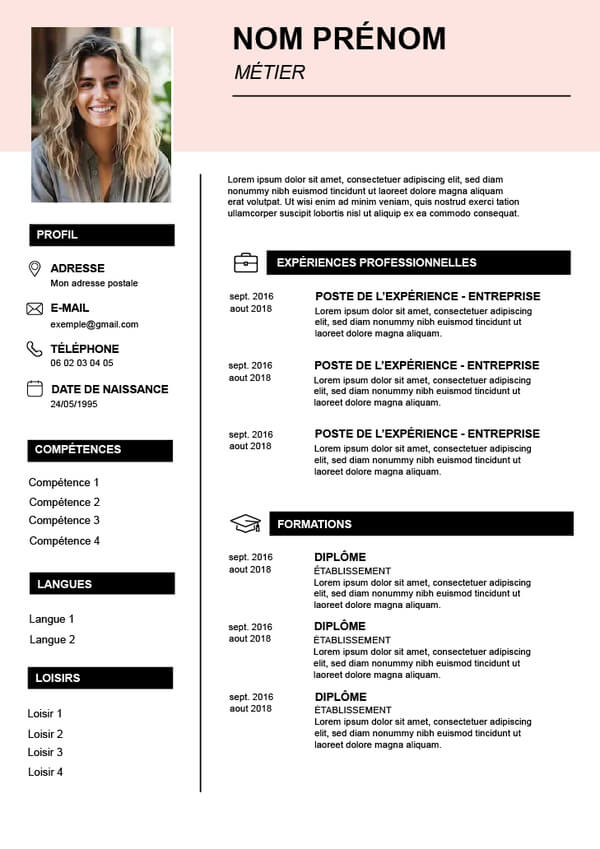 NOM PRÉNOM
MÉTIER
Lorem ipsum dolor sit amet, consectetuer adipiscing elit, sed diam
nonummy nibh euismod tincidunt ut laoreet dolore magna aliquam
erat volutpat. Ut wisi enim ad minim veniam, quis nostrud exerci tation
ullamcorper suscipit lobortis nisl ut aliquip ex ea commodo consequat.
PROFIL
ADRESSE
Mon adresse postale
E-MAIL
exemple@gmail.com
TÉLÉPHONE
06 02 03 04 05
DATE DE NAISSANCE
24/05/1995
COMPÉTENCES
Compétence 1
Compétence 2
Compétence 3
Compétence 4
LANGUES
Langue 1
Langue 2
LOISIRS
Loisir 1
Loisir 2
Loisir 3
Loisir 4
EXPÉRIENCES PROFESSIONNELLES
sept. 2016
aout 2018
POSTE DE L'EXPÉRIENCE - ENTREPRISE
Lorem ipsum dolor sit amet, consectetuer adipiscing
elit, sed diam nonummy nibh euismod tincidunt ut
laoreet dolore magna aliquam.
sept. 2016
aout 2018
POSTE DE L'EXPÉRIENCE - ENTREPRISE
Lorem ipsum dolor sit amet, consectetuer adipiscing
elit, sed diam nonummy nibh euismod tincidunt ut
laoreet dolore magna aliquam.
sept. 2016
aout 2018
POSTE DE L'EXPÉRIENCE - ENTREPRISE
Lorem ipsum dolor sit amet, consectetuer adipiscing
elit, sed diam nonummy nibh euismod tincidunt ut
laoreet dolore magna aliquam.
FORMATIONS
sept. 2016
aout 2018
DIPLÔME
ÉTABLISSEMENT
Lorem ipsum dolor sit amet, consectetuer adipiscing
elit, sed diam nonummy nibh euismod tincidunt ut
laoreet dolore magna aliquam.
sept. 2016
aout 2018
DIPLÔME
ÉTABLISSEMENT
Lorem ipsum dolor sit amet, consectetuer adipiscing
elit, sed diam nonummy nibh euismod tincidunt ut
laoreet dolore magna aliquam.
sept. 2016
aout 2018
DIPLÔME
ÉTABLISSEMENT
Lorem ipsum dolor sit amet, consectetuer adipiscing
elit, sed diam nonummy nibh euismod tincidunt ut
laoreet dolore magna aliquam.